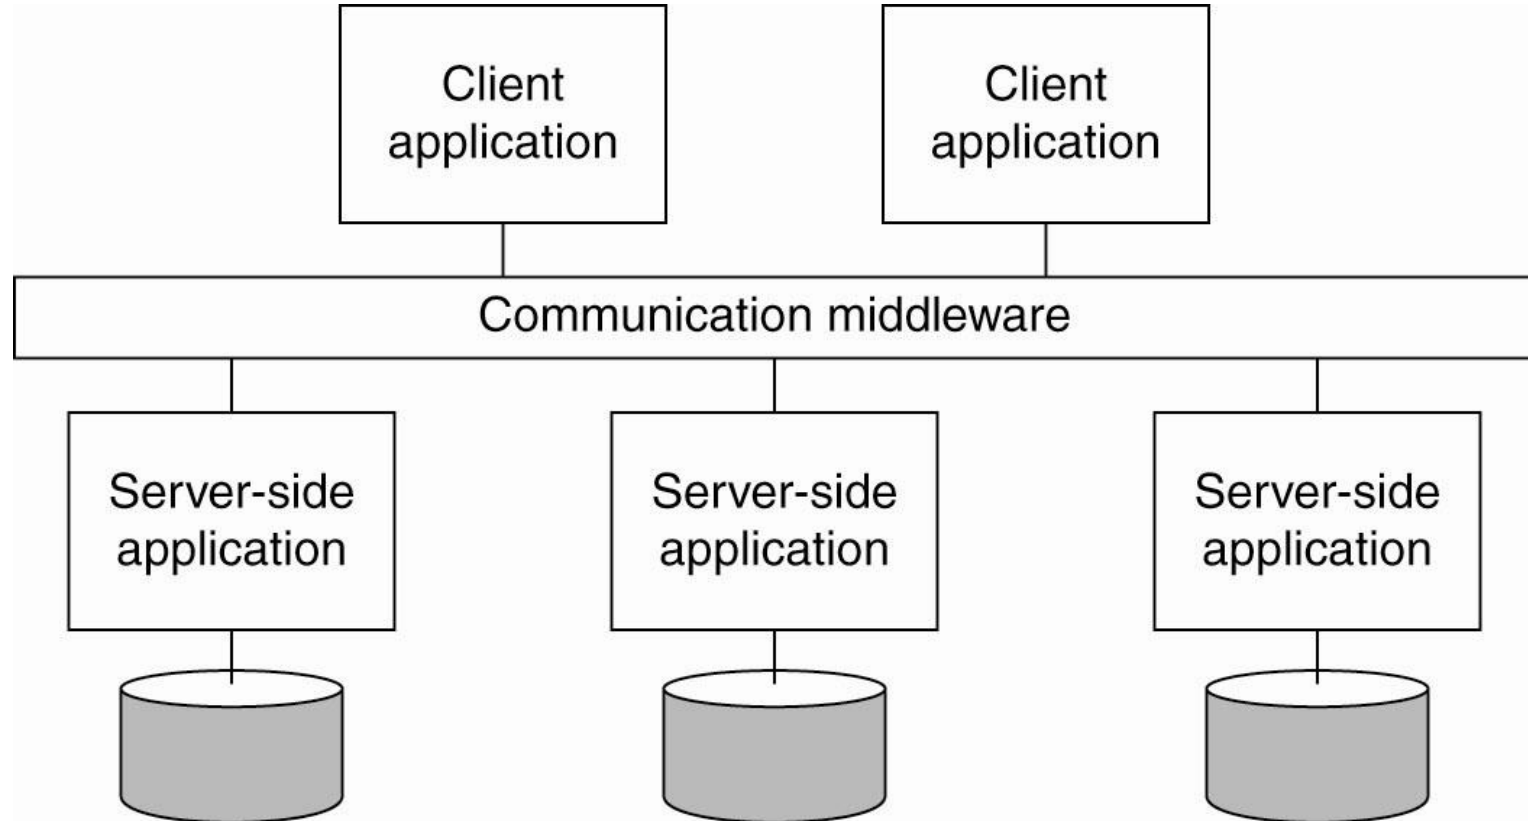 Client
application
Client
application
Communication middleware
Server-side
application
Server-side
application
Server-side
application